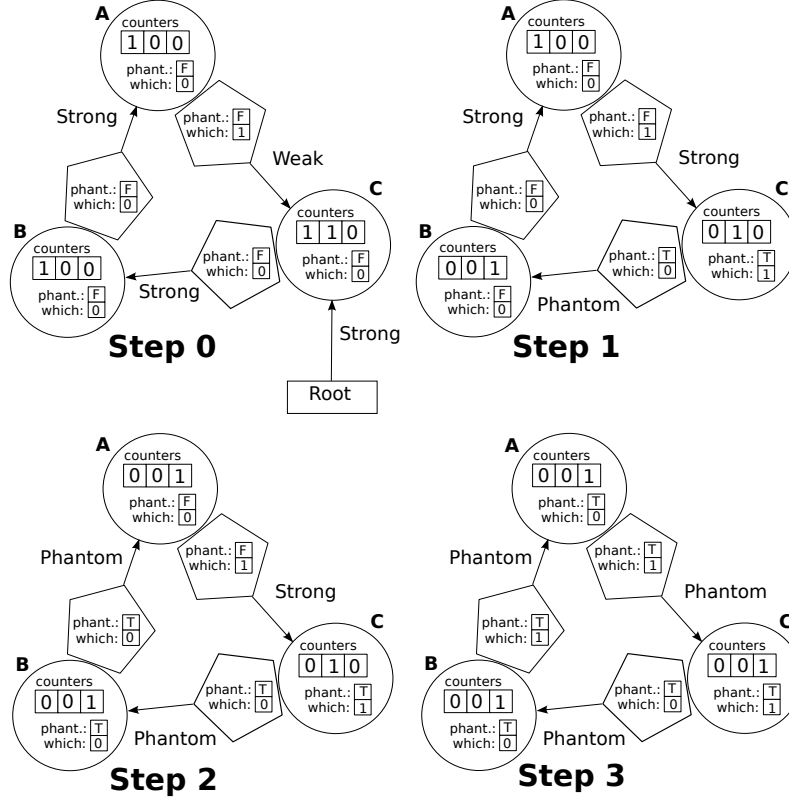 A
counters
1 0 0
phant.: F
which: 0
Strong
phant.: F
which: 1
Weak
phant.: F
which: 0
C
counters
1 1 0
phant.: F
which: 0
B
counters
1 0 0
phant.: F
which: 0
phant.: F
which: 0
Strong
Step 0
Strong
Root
A
counters
1 0 0
phant.: F
which: 0
Strong
phant.: F
which: 1
Strong
phant.: F
which: 0
C
counters
0 1 0
phant.: T
which: 1
B
counters
0 0 1
phant.: F
which: 0
phant.: T
which: 0
Phantom
Step 1
A
counters
0 0 1
phant.: F
which: 0
Phantom
phant.: F
which: 1
Strong
phant.: T
which: 0
C
counters
0 1 0
phant.: T
which: 1
B
counters
0 0 1
phant.: T
which: 0
phant.: T
which: 0
Phantom
Step 2
A
counters
0 0 1
phant.: T
which: 0
Phantom
phant.: T
which: 1
Phantom
phant.: T
which: 1
C
counters
0 0 1
phant.: T
which: 1
B
counters
0 0 1
phant.: T
which: 0
phant.: T
which: 0
Phantom
Step 3